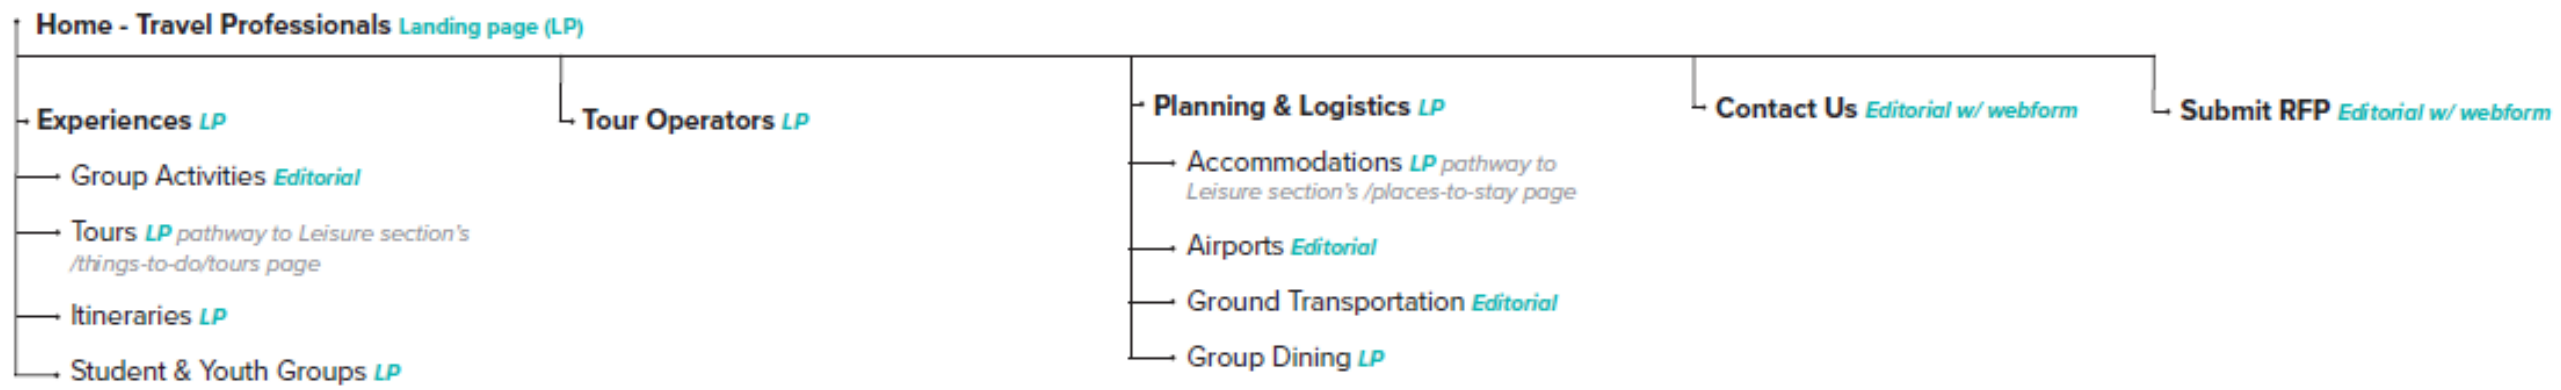 Home - Travel Professionals Landing page (LP)
Experiences LP
Group Activities Editorial
Tours LP pathway to Leisure section's
/things-to-do/tours page
Itineraries LP
Student & Youth Groups LP
Tour Operators LP
Planning & Logistics LP
Accommodations LP pathway to
Leisure section's /places-to-stay page
Airports Editorial
Ground Transportation Editorial
Group Dining LP
Contact Us Editorial w/ webform
Submit RFP Editorial w/ webform